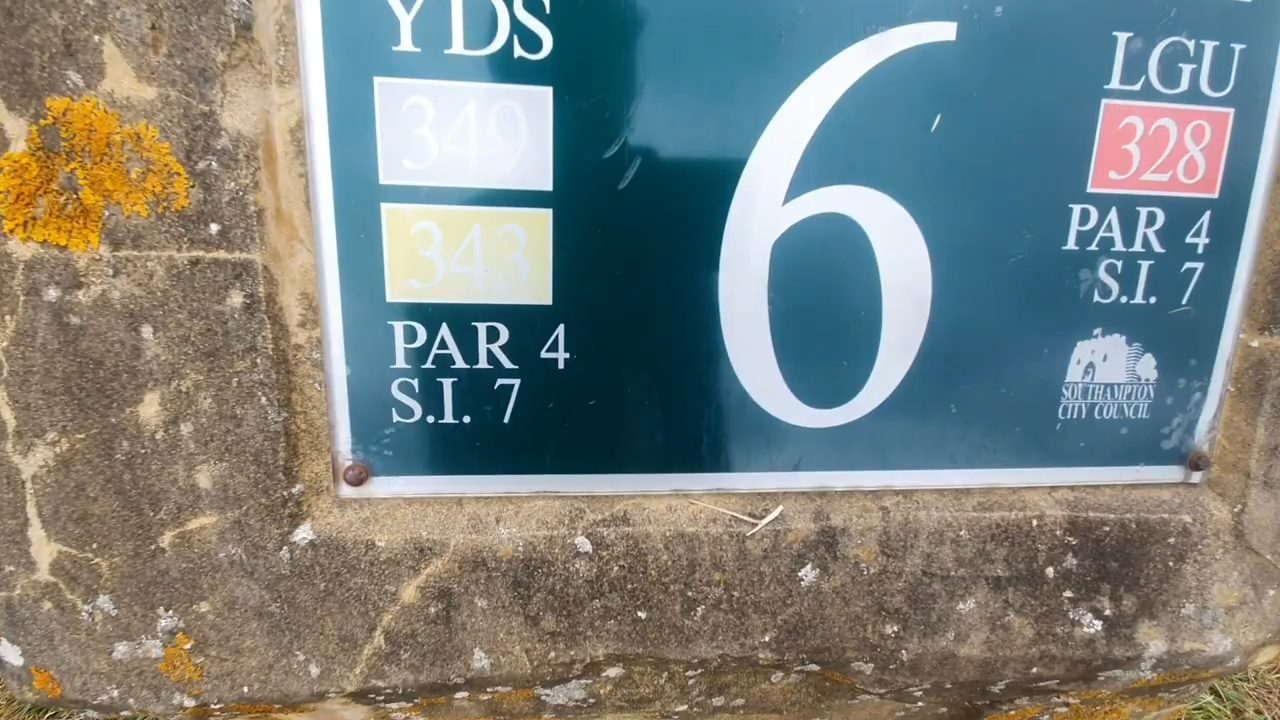 YDS
349
343
PAR 4
S.I. 7
6
LGU
328
PAR 4
S.I. 7
SOUTHAMPTON
CITY COUNCIL